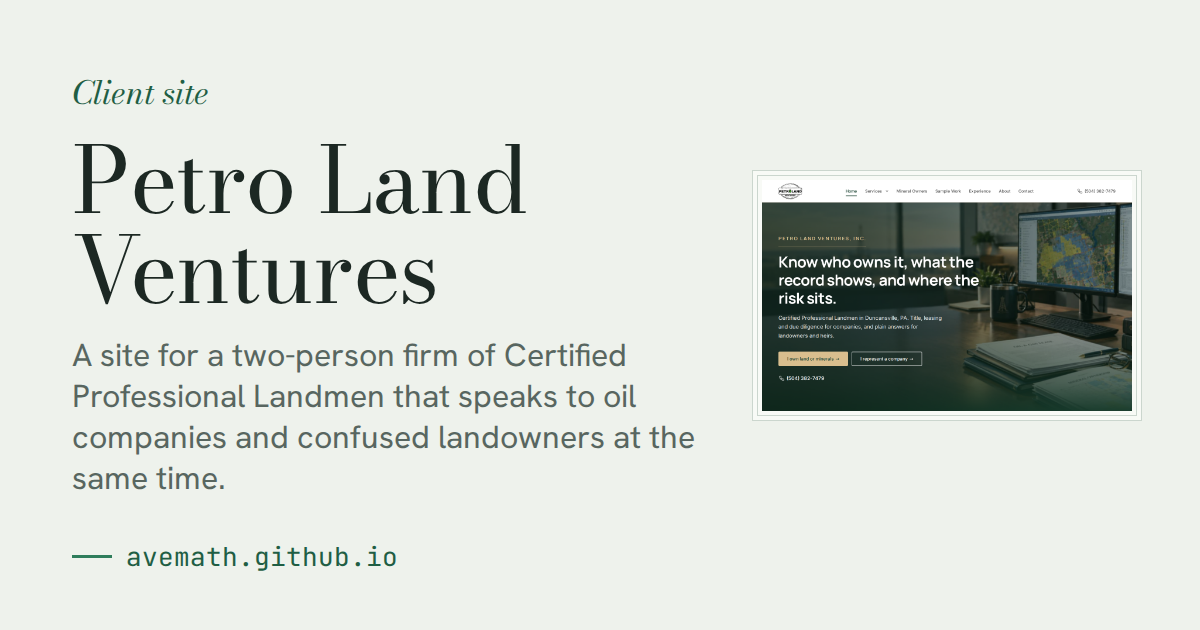 Client site
Petro Land
Ventures
A site for a two-person firm of Certified
Professional Landmen that speaks to oil
companies and confused landowners at the
same time.
avemath.github.io
PETRO LAND
Home Services Mineral Owners Sample Work Experience About Contact (504) 382-7479
PETRO LAND VENTURES, INC.
Know who owns it, what the
record shows, and where the
risk sits.
Certified Professional Landmen in Duncansville, PA. Title, leasing
and due diligence for companies, and plain answers for
landowners and heirs.
I own land or minerals → I represent a company →
(504) 382-7479